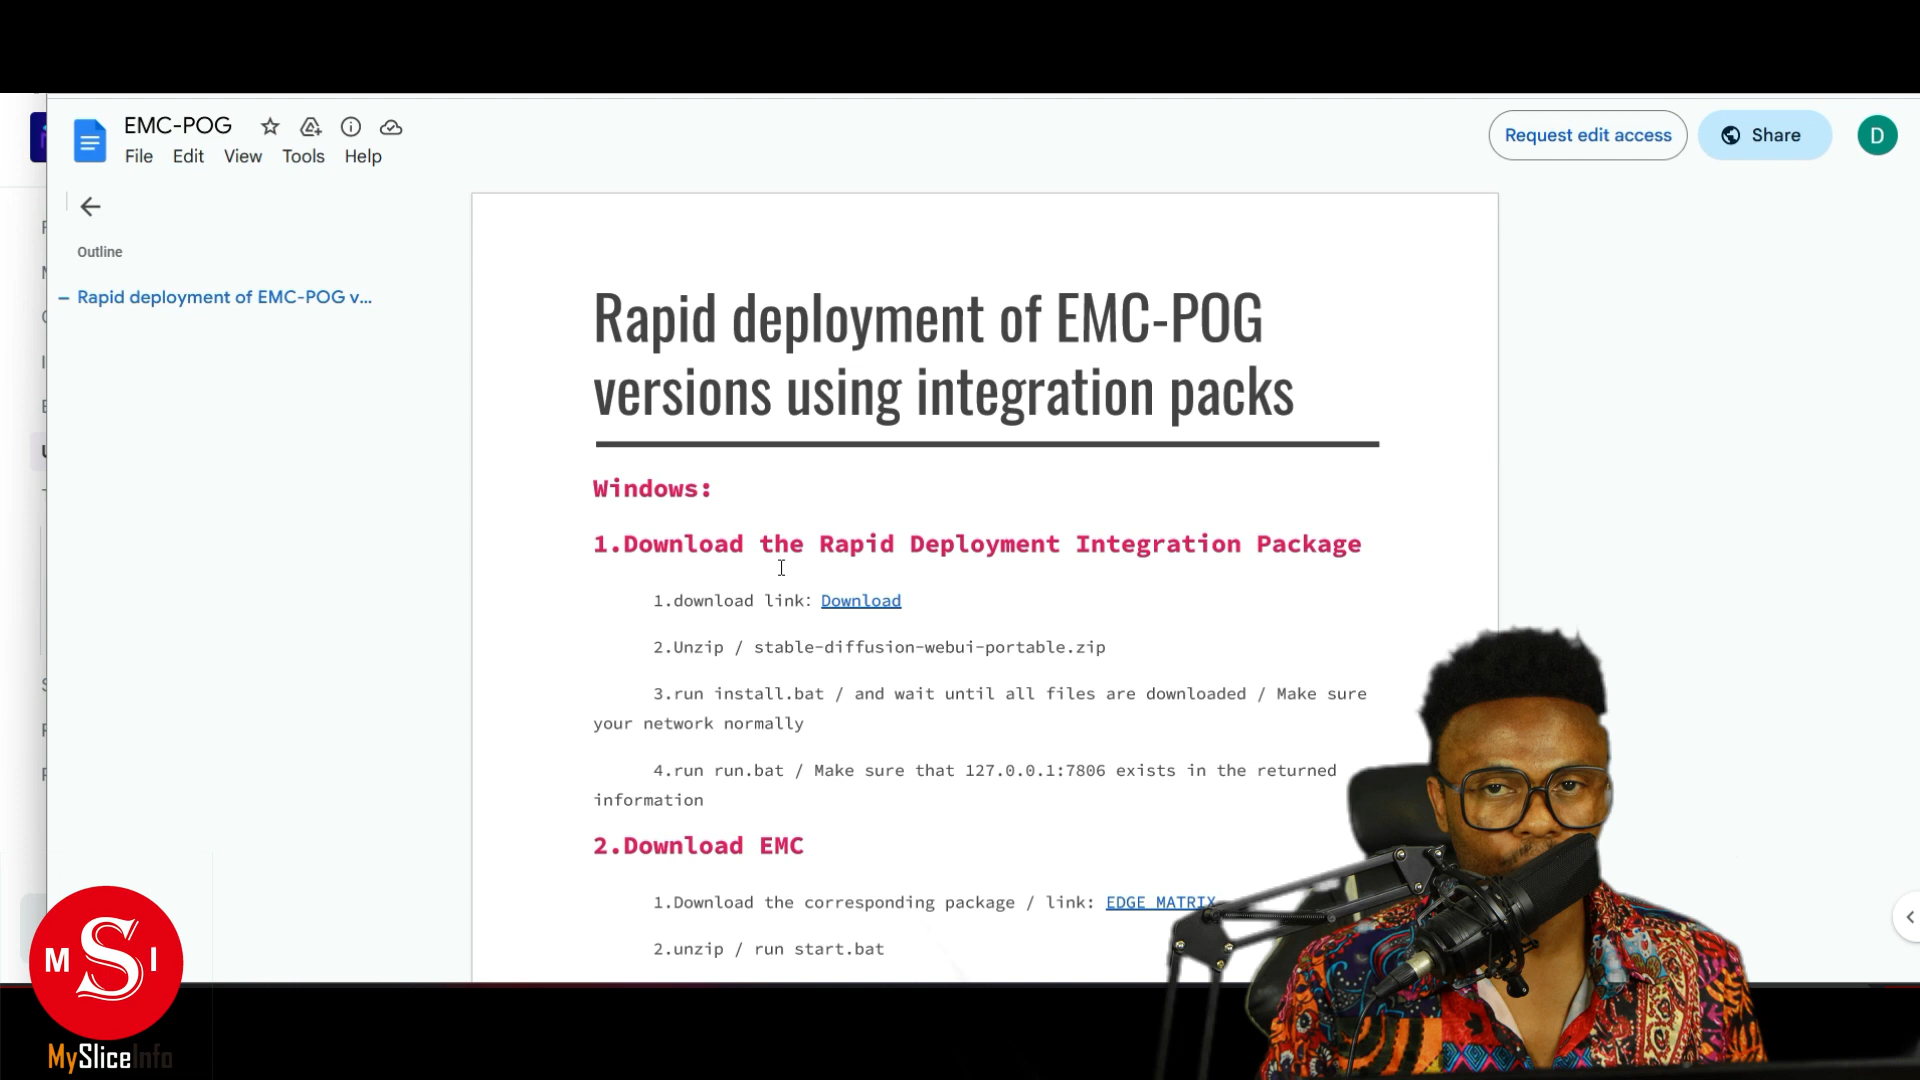 EMC-POG
File Edit View Tools Help
Request edit access
Share
D
Outline
Rapid deployment of EMC-POG v...
Rapid deployment of EMC-POG
versions using integration packs
Windows:
1.Download the Rapid Deployment Integration Package
1.download link: Download
2.Unzip / stable-diffusion-webui-portable.zip
3.run install.bat / and wait until all files are downloaded / Make sure
your network normally
4.run run.bat / Make sure that 127.0.0.1:7806 exists in the returned
information
2.Download EMC
1.Download the corresponding package / link: EDGE MATRIX
2.unzip / run start.bat
M S I
MySliceInfo